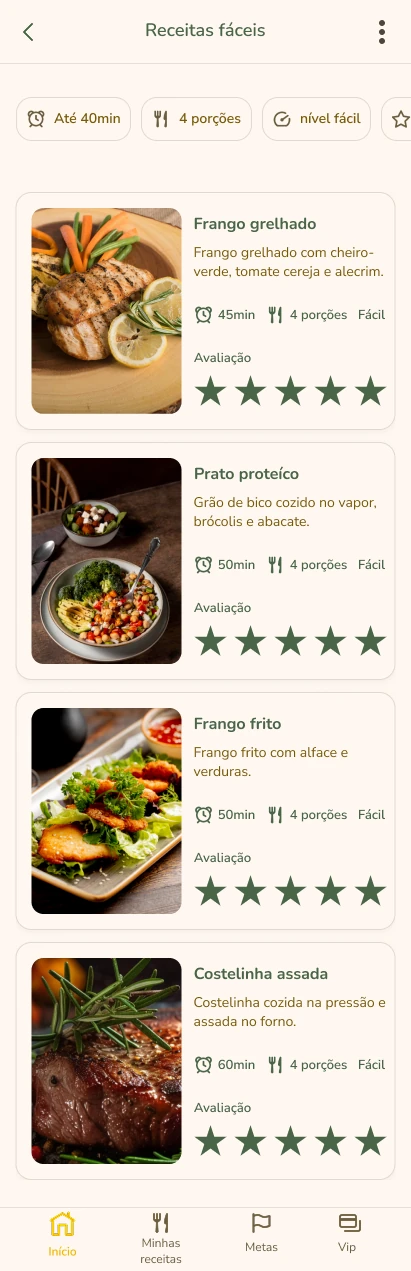 Receitas fáceis
Até 40min
4 porções
nível fácil
Frango grelhado
Frango grelhado com cheiro-
verde, tomate cereja e alecrim.
45min 4 porções Fácil
Avaliação
Prato proteíco
Grão de bico cozido no vapor,
brócolis e abacate.
50min 4 porções Fácil
Avaliação
Frango frito
Frango frito com alface e
verduras.
50min 4 porções Fácil
Avaliação
Costelinha assada
Costelinha cozida na pressão e
assada no forno.
60min 4 porções Fácil
Avaliação
Início
Minhas
receitas
Metas
Vip